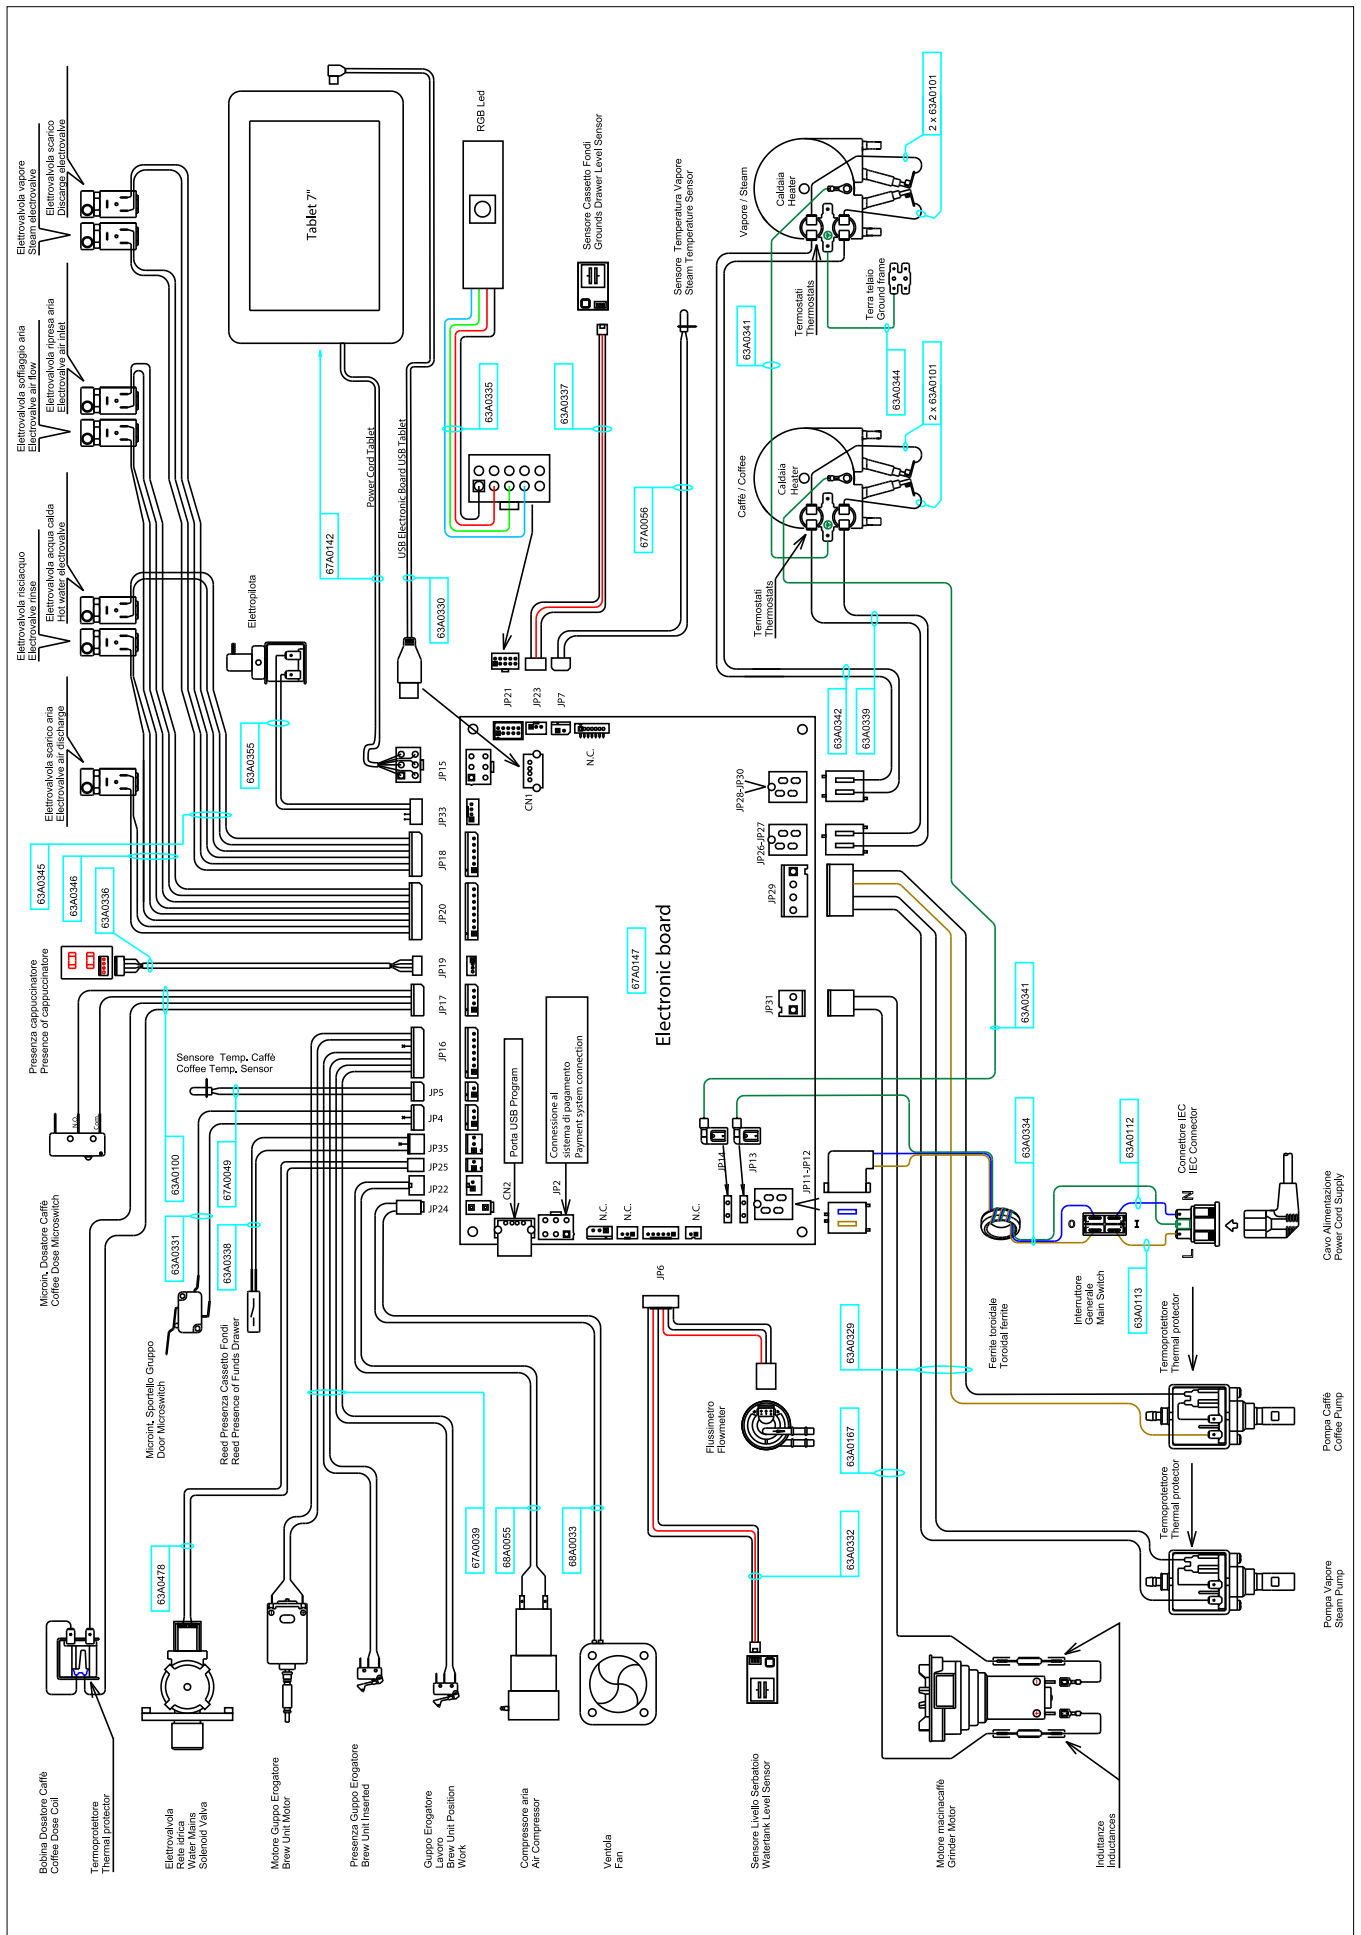 Elettrovalvola scarico
Discarge electrovalve
Elettrovalvola vapore
Steam electrovalve
Elettrovalvola ripresa aria
Electrovalve air inlet
Elettrovalvola soffiaggio aria
Electrovalve air flow
Elettrovalvola acqua calda
Hot water electrovalve
Elettrovalvola risciacquo
Electrovalve rinse
Elettrovalvola scarico aria
Electrovalve air discharge
63A0345
63A0346
63A0336
Presenza cappuccinatore
Presence of cappuccinatore
N.O.
Com.
Microin. Dosatore Caffè
Coffee Dose Microswitch
63A0100
63A0331
67A0049
63A0338
Sensore Temp. Caffè
Coffee Temp. Sensor
Microint. Sportello Gruppo
Door Microswitch
Reed Presenza Cassetto Fondi
Reed Presence of Funds Drawer
63A0478
Bobina Dosatore Caffè
Coffee Dose Coil
Termoprotettore
Thermal protector
Elettrovalvola
Rete idrica
Water Mains
Solenoid Valva
Motore Guppo Erogatore
Brew Unit Motor
Presenza Guppo Erogatore
Brew Unit Inserted
Guppo Erogatore
Lavoro
Brew Unit Position
Work
Compressore aria
Air Compressor
Ventola
Fan
67A0039
68A0055
68A0033
Tablet 7"
Elettropilota
63A0355
67A0142
Power Cord Tablet
USB Electronic Board USB Tablet
63A0330
RGB Led
63A0335
Sensore Cassetto Fondi
Grounds Drawer Level Sensor
63A0337
Sensore Temperatura Vapore
Steam Temperature Sensor
67A0056
JP21
JP23
JP7
N.C.
CN1
JP15
JP33
JP18
JP20
JP19
JP17
JP16
JP5
JP4
JP35
JP25
JP22
JP24
Porta USB Program
CN2
Connessione al
sistema di pagamento
Payment system connection
JP2
N.C.
N.C.
N.C.
JP6
67A0147
Electronic board
JP28-JP30
JP26-JP27
JP29
JP31
JP14
JP13
JP11-JP12
Vapore / Steam
Caldaia
Heater
2 x 63A0101
Termostati
Thermostats
Terra telaio
Ground frame
63A0341
63A0344
Caffè / Coffee
Caldaia
Heater
2 x 63A0101
Termostati
Thermostats
63A0342
63A0339
63A0341
63A0334
63A0112
63A0113
Connettore IEC
IEC Connector
N
L
O
I
Ferrite toroidale
Toroidal ferrite
Interruttore
Generale
Main Switch
Cavo Alimentazione
Power Cord Supply
63A0329
63A0167
63A0332
Flussimetro
Flowmeter
Sensore Livello Serbatoio
Watertank Level Sensor
Termoprotettore
Thermal protector
Pompa Caffè
Coffee Pump
Termoprotettore
Thermal protector
Pompa Vapore
Steam Pump
Motore macinacaffè
Grinder Motor
Induttanze
Inductances